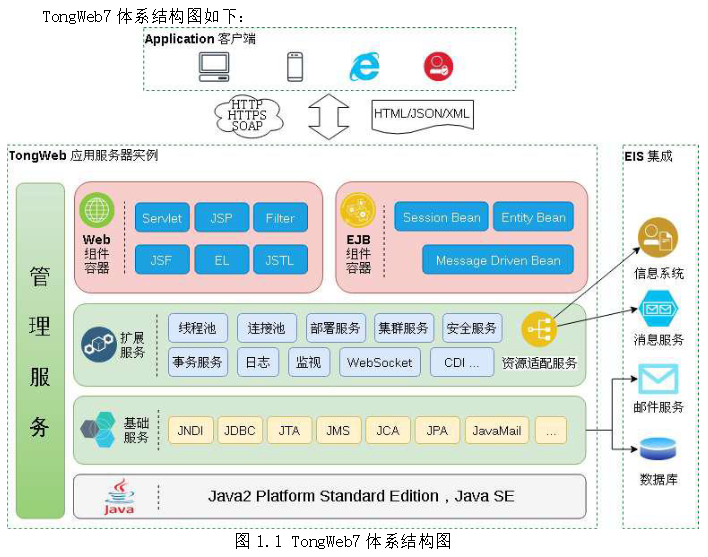 TongWeb7 体系结构图如下：
Application 客户端
HTTP
HTTPS
SOAP
HTML/JSON/XML
TongWeb 应用服务器实例
EIS 集成
管理服务
Web
组件
容器
Servlet JSP Filter
JSF EL JSTL
EJB
组件
容器
Session Bean Entity Bean
Message Driven Bean
扩展
服务
线程池 连接池 部署服务 集群服务 安全服务
事务服务 日志 监视 WebSocket CDI ...
资源适配服务
基础
服务
JNDI JDBC JTA JMS JCA JPA JavaMail ...
Java
Java2 Platform Standard Edition，Java SE
信息系统
消息服务
邮件服务
数据库
图 1.1 TongWeb7 体系结构图